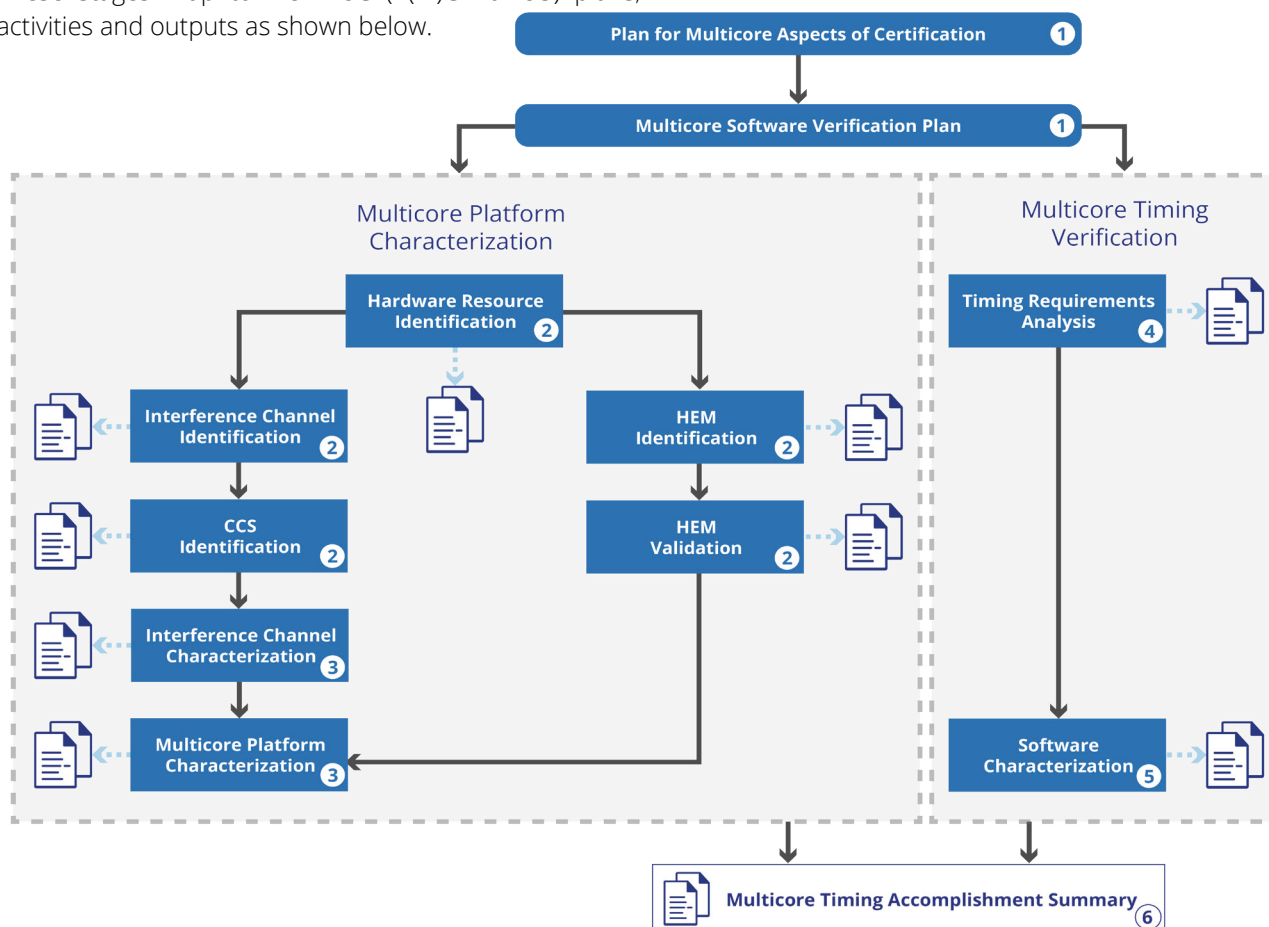 activities and outputs as shown below.
Plan for Multicore Aspects of Certification 1
Multicore Software Verification Plan 1
Multicore Platform
Characterization
Hardware Resource
Identification 2
Interference Channel
Identification 2
HEM
Identification 2
CCS
Identification 2
HEM
Validation 2
Interference Channel
Characterization 3
Multicore Platform
Characterization 3
Multicore Timing
Verification
Timing Requirements
Analysis 4
Software
Characterization 5
Multicore Timing Accomplishment Summary 6